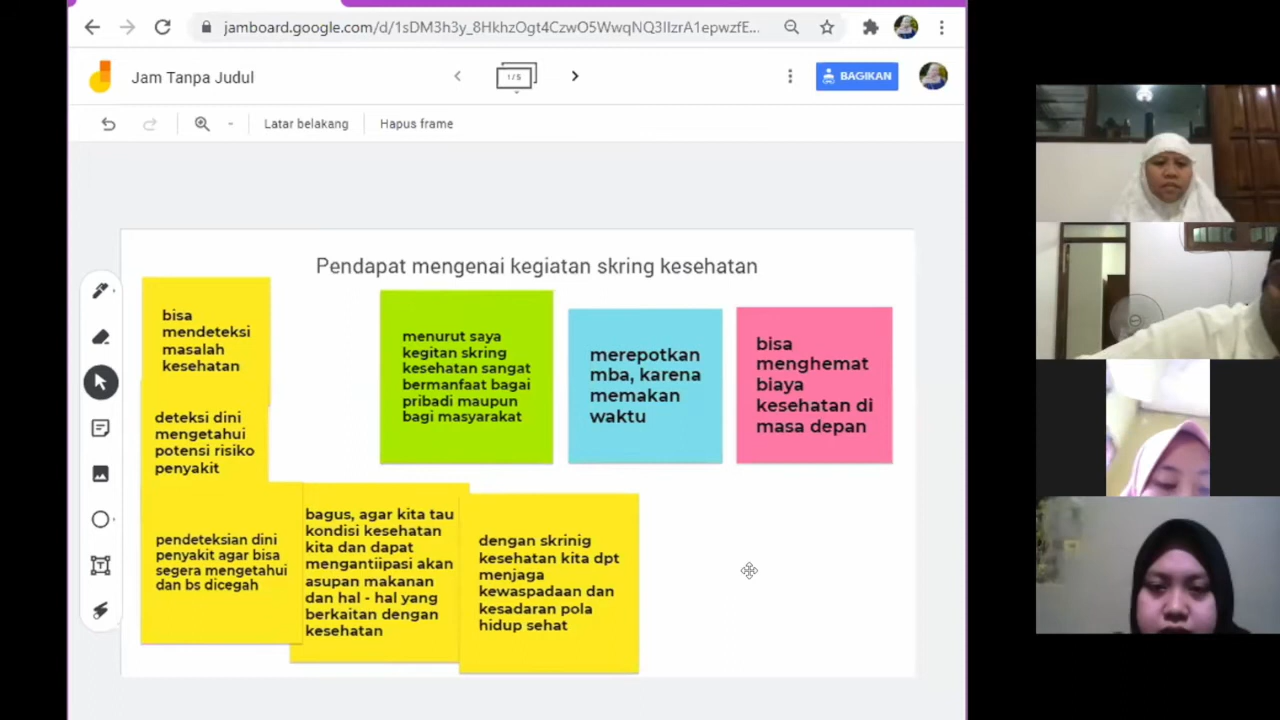 jamboard.google.com/d/1sDM3h3y_8HkhzOgt4CzwO5WwqNQ3IIzrA1epwzfE...
Jam Tanpa Judul
1/5
BAGIKAN
Latar belakang
Hapus frame
Pendapat mengenai kegiatan skring kesehatan
bisa
mendeteksi
masalah
kesehatan
menurut saya
kegitan skring
kesehatan sangat
bermanfaat bagai
pribadi maupun
bagi masyarakat
merepotkan
mba, karena
memakan
waktu
bisa
menghemat
biaya
kesehatan di
masa depan
deteksi dini
mengetahui
potensi risiko
penyakit
pendeteksian dini
penyakit agar bisa
segera mengetahui
dan bs dicegah
bagus, agar kita tau
kondisi kesehatan
kita dan dapat
mengantiipasi akan
asupan makanan
dan hal - hal yang
berkaitan dengan
kesehatan
dengan skrinig
kesehatan kita dpt
menjaga
kewaspadaan dan
kesadaran pola
hidup sehat